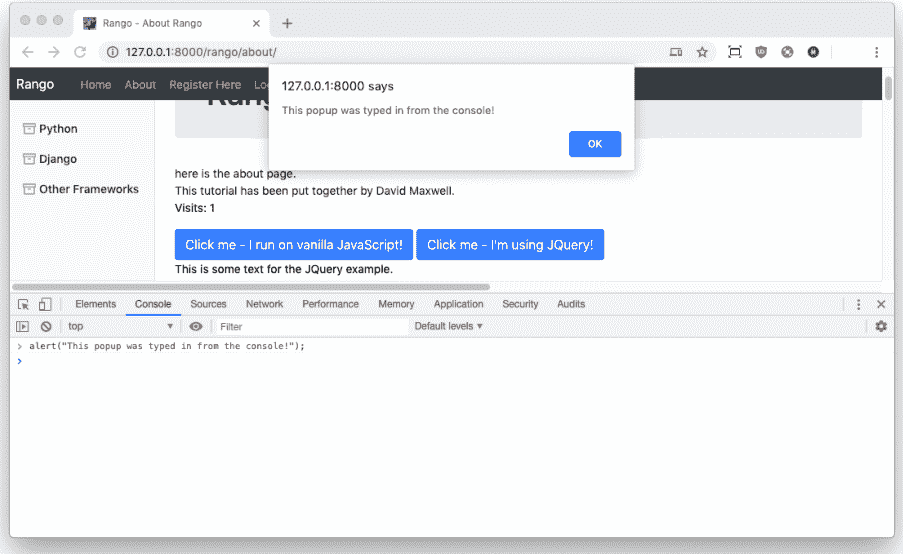 Rango - About Rango
127.0.0.1:8000/rango/about/
Rango Home About Register Here
127.0.0.1:8000 says
This popup was typed in from the console!
OK
Python
Django
Other Frameworks
here is the about page.
This tutorial has been put together by David Maxwell.
Visits: 1
Click me - I run on vanilla JavaScript! Click me - I'm using JQuery!
This is some text for the JQuery example.
Elements Console Sources Network Performance Memory Application Security Audits
top Filter Default levels
> alert("This popup was typed in from the console!");
>